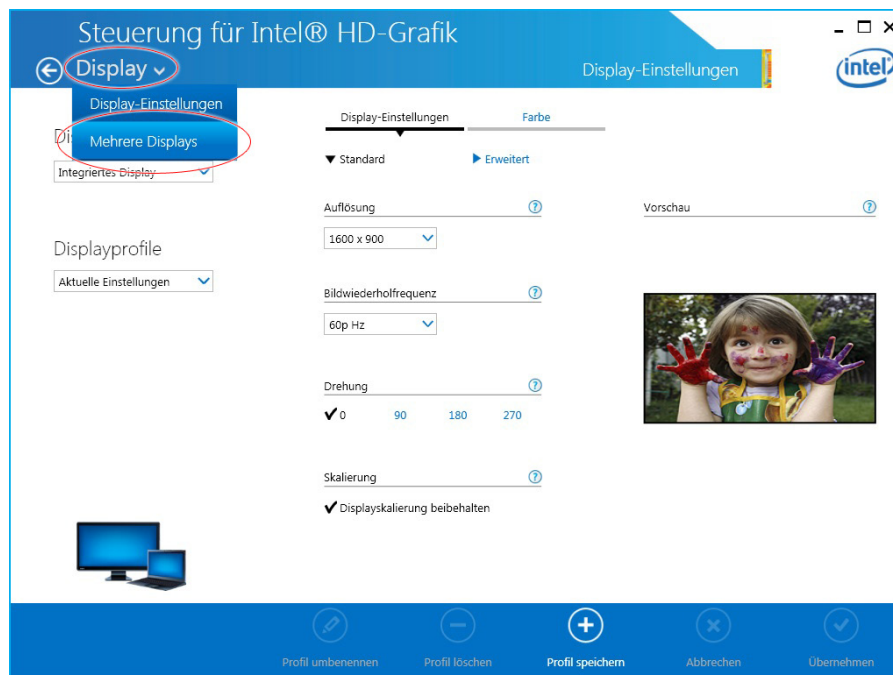 Steuerung für Intel® HD-Grafik
Display
Display-Einstellungen
intel
Display-Einstellungen
Mehrere Displays
Integriertes Display
Displayprofile
Aktuelle Einstellungen
Display-Einstellungen Farbe
Standard Erweitert
Auflösung ?
1600 x 900
Bildwiederholfrequenz ?
60p Hz
Drehung ?
0 90 180 270
Skalierung ?
Displayskalierung beibehalten
Vorschau ?
Profil umbenennen Profil löschen Profil speichern Abbrechen Übernehmen